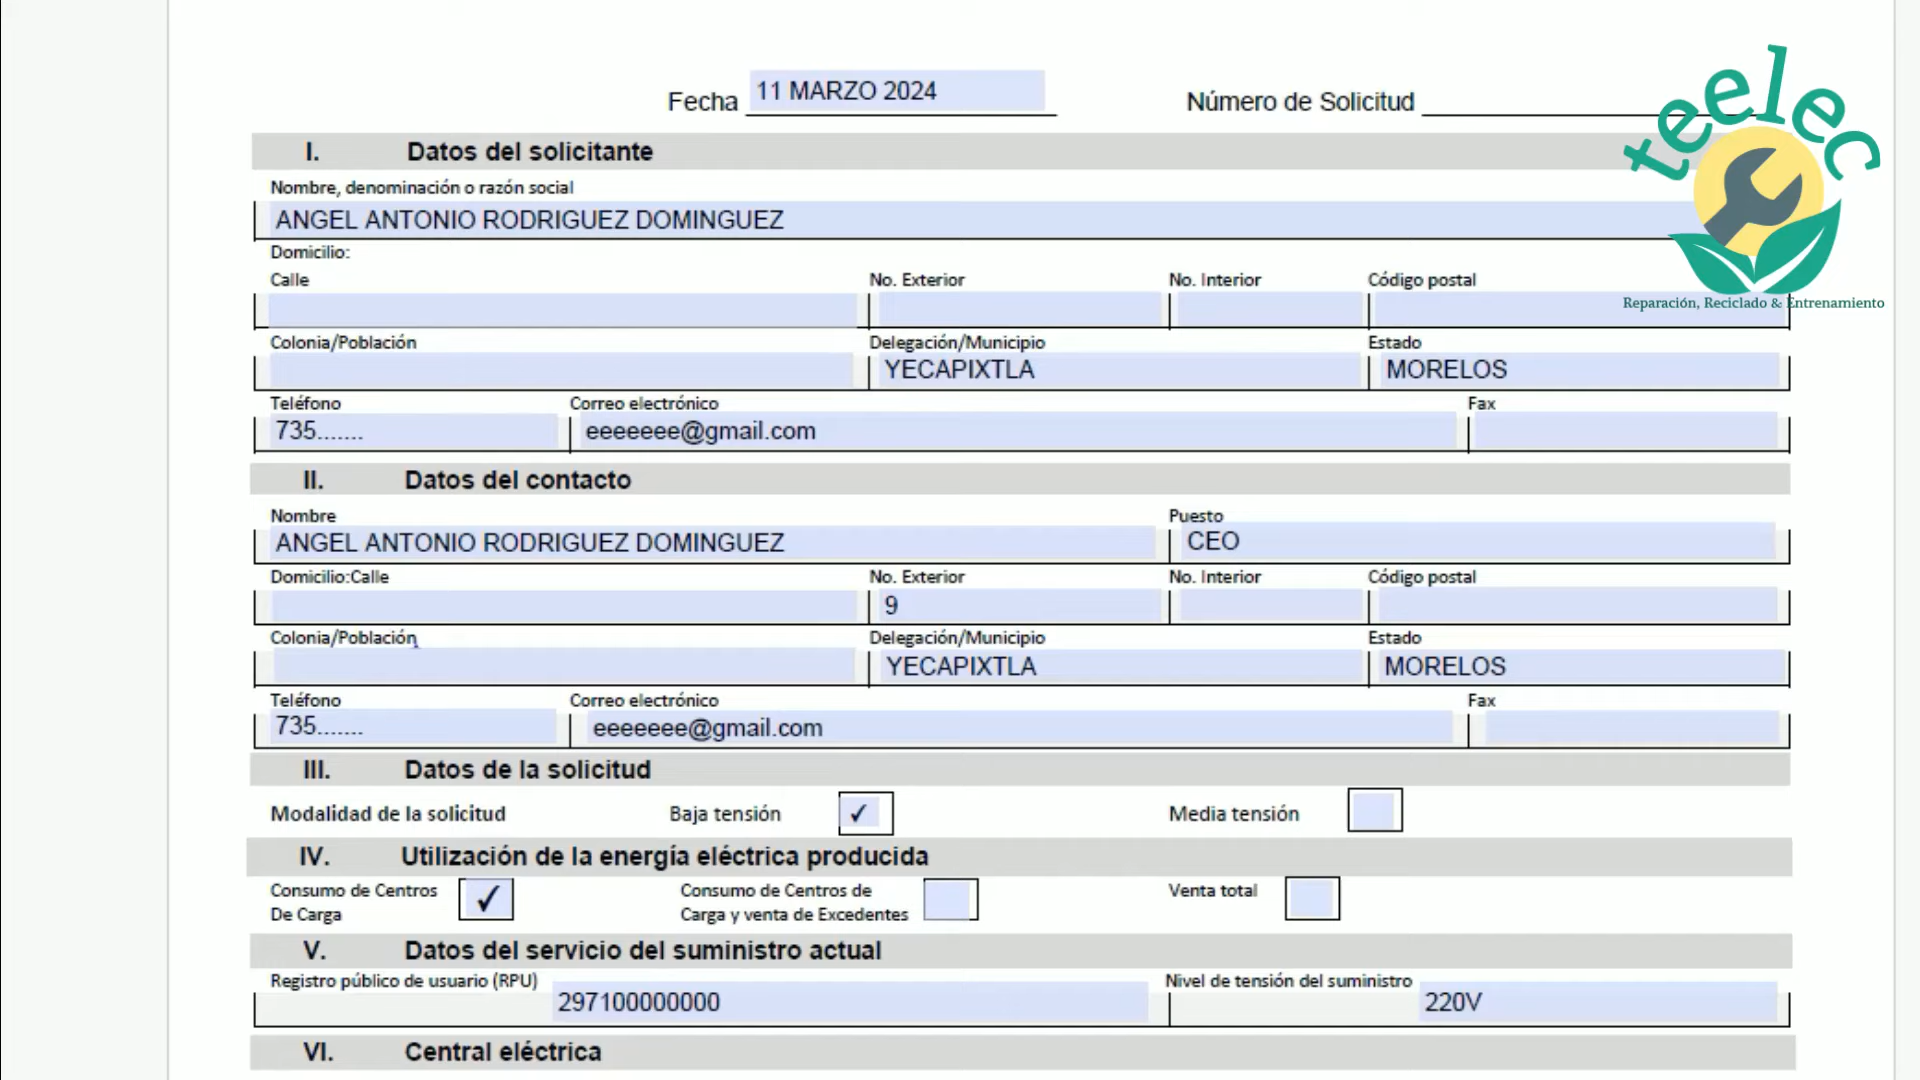 Fecha 11 MARZO 2024 Número de Solicitud
teelec
Reparación, Reciclado & Entrenamiento
I. Datos del solicitante
Nombre, denominación o razón social
ANGEL ANTONIO RODRIGUEZ DOMINGUEZ
Domicilio:
Calle No. Exterior No. Interior Código postal
Colonia/Población Delegación/Municipio Estado
YECAPIXTLA MORELOS
Teléfono Correo electrónico Fax
735....... eeeeeee@gmail.com
II. Datos del contacto
Nombre Puesto
ANGEL ANTONIO RODRIGUEZ DOMINGUEZ CEO
Domicilio:Calle No. Exterior No. Interior Código postal
9
Colonia/Población Delegación/Municipio Estado
YECAPIXTLA MORELOS
Teléfono Correo electrónico Fax
735....... eeeeeee@gmail.com
III. Datos de la solicitud
Modalidad de la solicitud Baja tensión ✓ Media tensión
IV. Utilización de la energía eléctrica producida
Consumo de Centros ✓ Consumo de Centros de Venta total
De Carga Carga y venta de Excedentes
V. Datos del servicio del suministro actual
Registro público de usuario (RPU) Nivel de tensión del suministro
297100000000 220V
VI. Central eléctrica